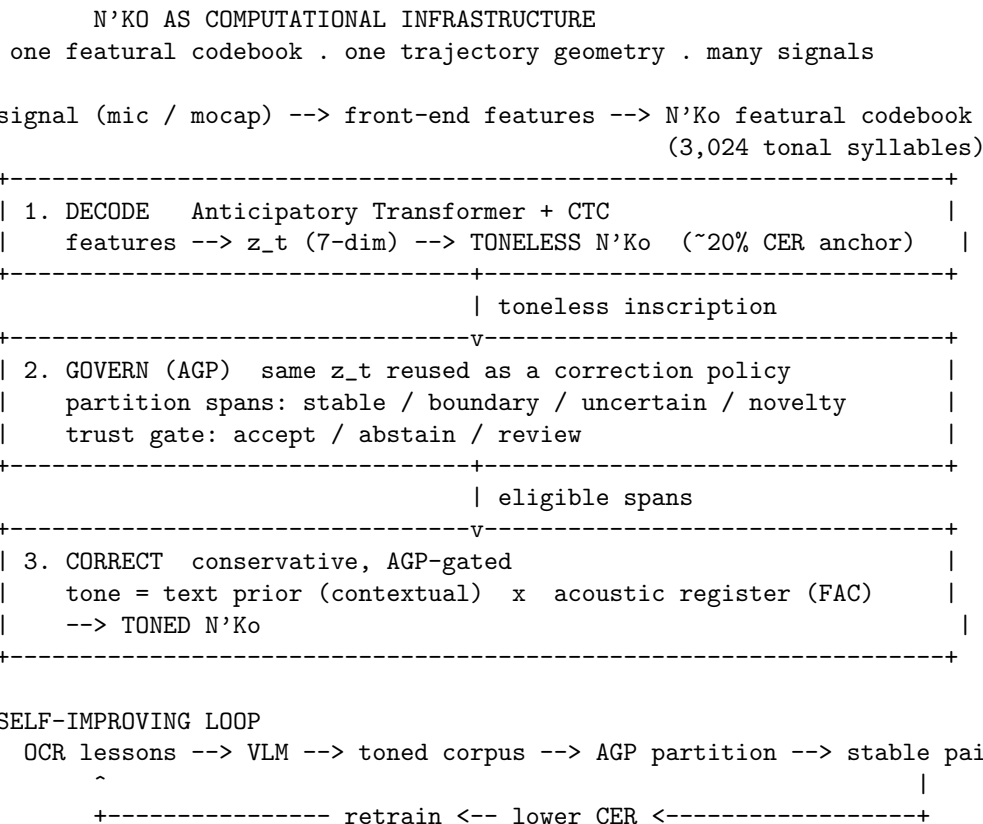 N'KO AS COMPUTATIONAL INFRASTRUCTURE
one featural codebook . one trajectory geometry . many signals
signal (mic / mocap) --> front-end features --> N'Ko featural codebook
(3,024 tonal syllables)
1. DECODE Anticipatory Transformer + CTC
features --> z_t (7-dim) --> TONELESS N'Ko (~20% CER anchor)
toneless inscription
2. GOVERN (AGP) same z_t reused as a correction policy
partition spans: stable / boundary / uncertain / novelty
trust gate: accept / abstain / review
eligible spans
3. CORRECT conservative, AGP-gated
tone = text prior (contextual) x acoustic register (FAC)
--> TONED N'Ko
SELF-IMPROVING LOOP
OCR lessons --> VLM --> toned corpus --> AGP partition --> stable
retrain <-- lower CER <--